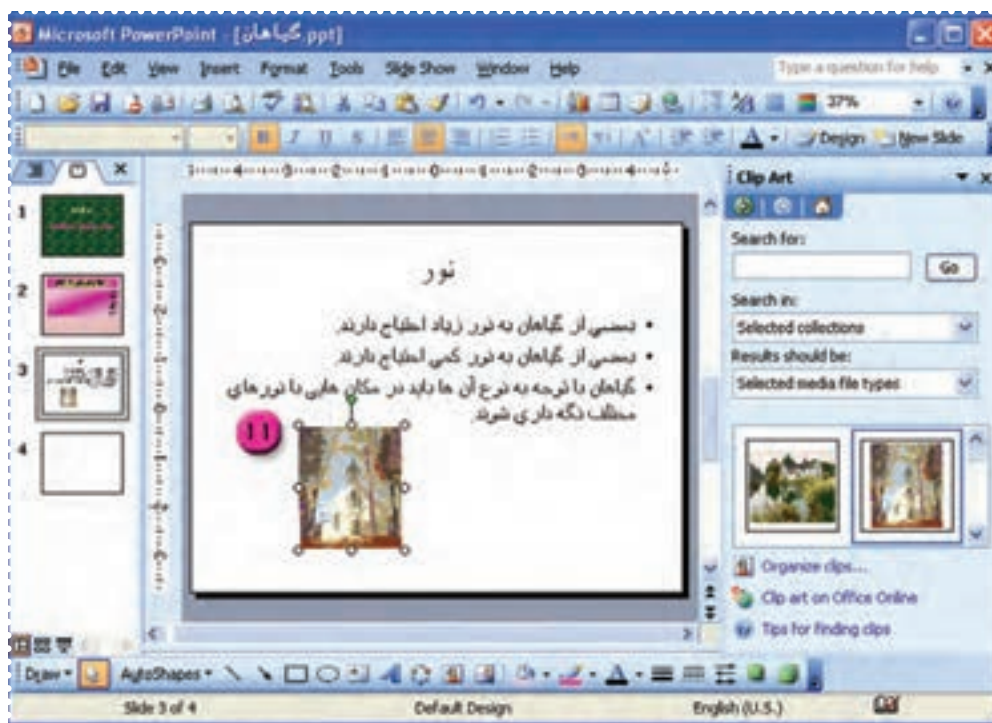 Microsoft PowerPoint - [گیاهان.ppt]
File Edit View Insert Format Tools Slide Show Window Help
Type a question for help
37%
Design New Slide
Clip Art
Search for:
Go
Search in:
Selected collections
Results should be:
Selected media file types
Organize clips...
Clip art on Office Online
Tips for finding clips
1
2
3
4
نور
• بعضی از گیاهان به نور زیاد احتیاج دارند.
• بعضی از گیاهان به نور کمی احتیاج دارند.
• گیاهان با توجه به نوع آن ها باید در مکان هایی با نورهای
مختلف نگه داری شوند.
11
Draw AutoShapes
Slide 3 of 4 Default Design English (U.S.)